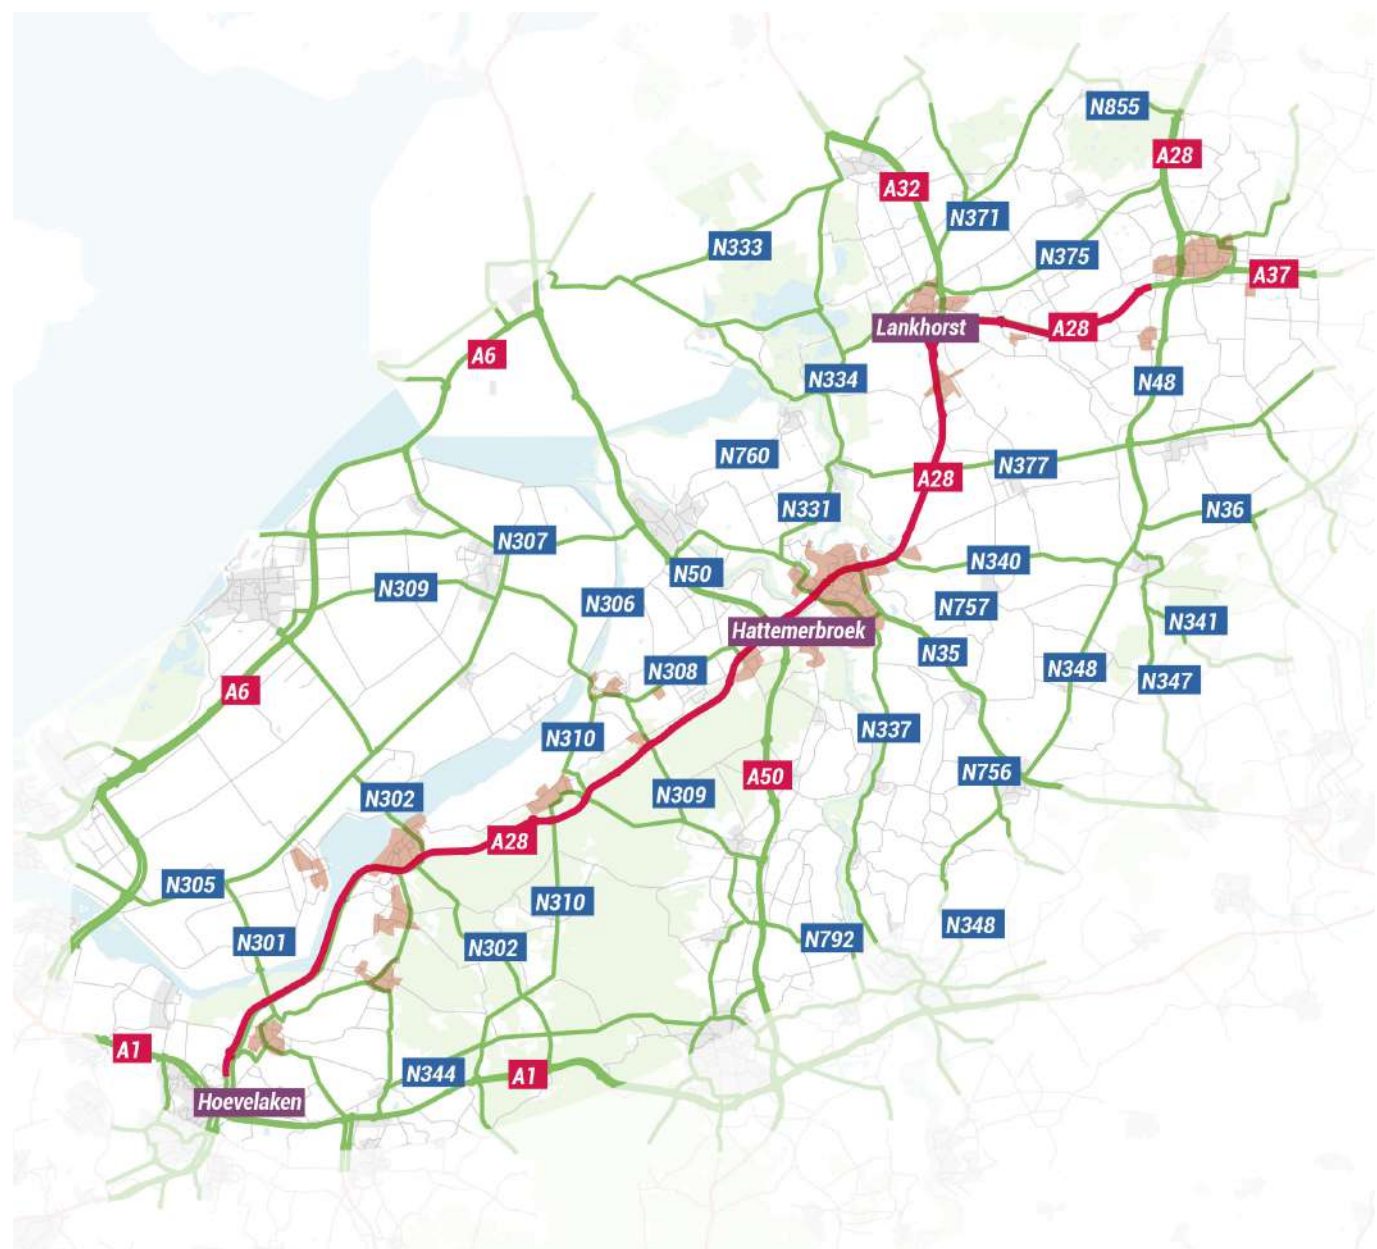 N855
A28
A32
N371
N333
N375
A37
Lankhorst
A28
A6
N334
N48
N760
N377
A28
N331
N36
N307
N340
N50
N309
N306
N757
N341
Hattemerbroek
N35
N308
N348
N347
A6
N337
N310
N756
A50
N309
N302
A28
N305
N310
N348
N301
N302
N792
A1
N344
A1
Hoevelaken